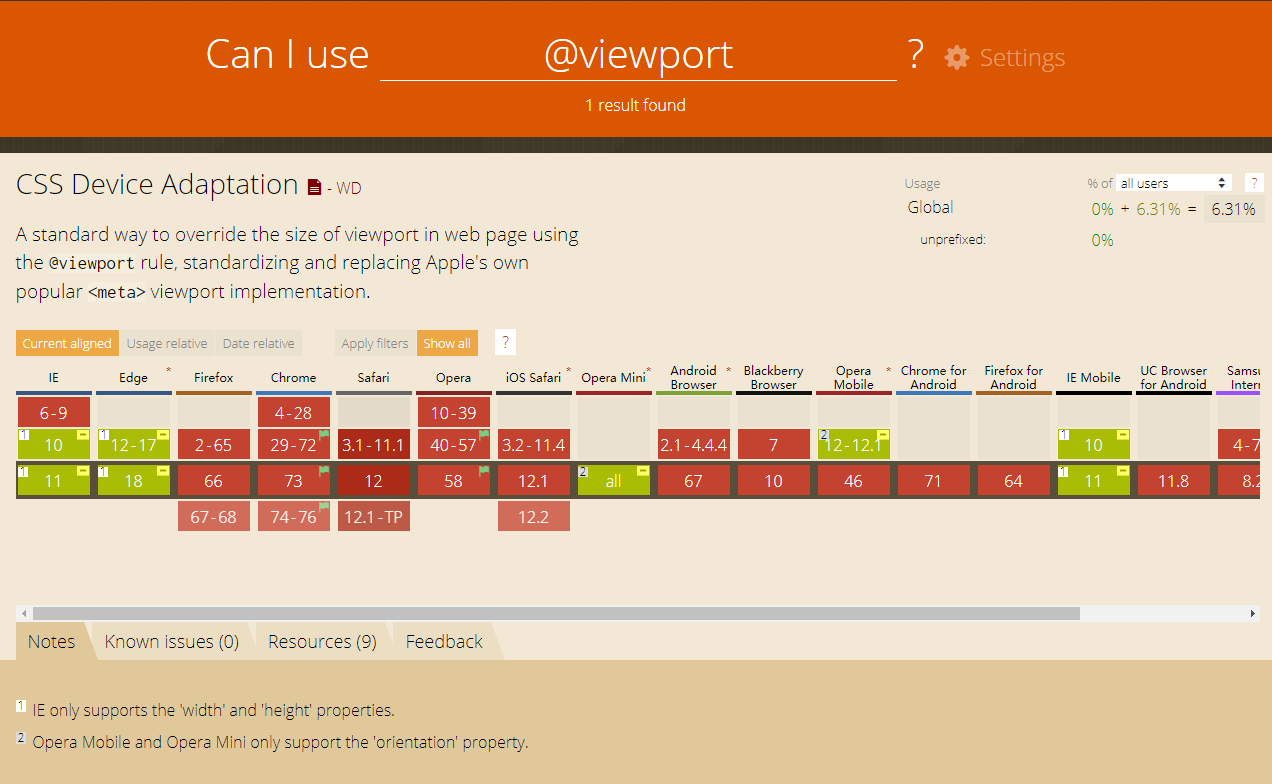 Can I use @viewport ? Settings
1 result found
CSS Device Adaptation - WD
Usage % of all users ?
Global 0% + 6.31% = 6.31%
unprefixed: 0%
A standard way to override the size of viewport in web page using
the @viewport rule, standardizing and replacing Apple's own
popular <meta> viewport implementation.
Current aligned Usage relative Date relative Apply filters Show all ?
IE Edge * Firefox Chrome Safari Opera iOS Safari * Opera Mini * Android Browser * Blackberry Browser Opera Mobile * Chrome for Android Firefox for Android IE Mobile UC Browser for Android Samsu Intern
6-9 4-28 10-39
1 10 1 12-17 2-65 29-72 3.1-11.1 40-57 3.2-11.4 2.1-4.4.4 7 2 12-12.1 1 10 4-7
1 11 1 18 66 73 12 58 12.1 2 all 67 10 46 71 64 1 11 11.8 8.2
67-68 74-76 12.1-TP 12.2
Notes Known issues (0) Resources (9) Feedback
1 IE only supports the 'width' and 'height' properties.
2 Opera Mobile and Opera Mini only support the 'orientation' property.